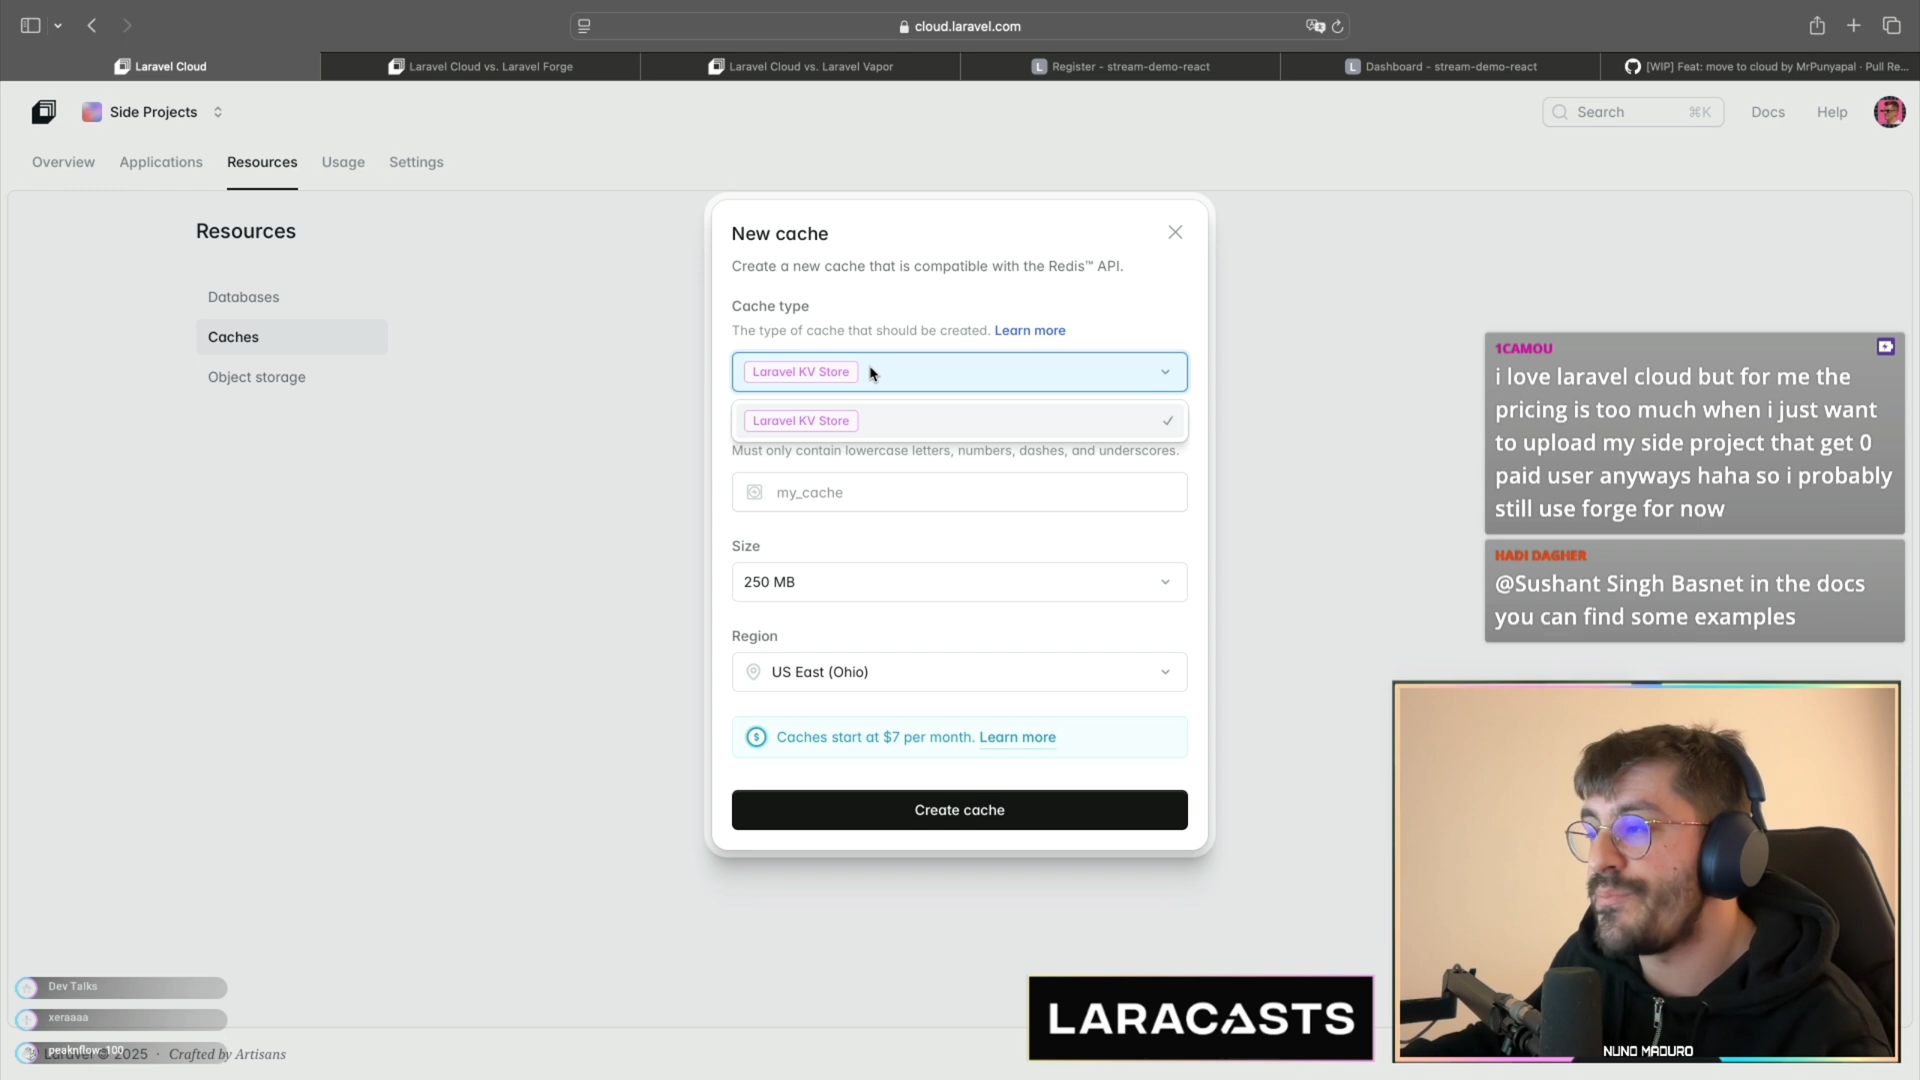 cloud.laravel.com
Laravel Cloud
Laravel Cloud vs. Laravel Forge
Laravel Cloud vs. Laravel Vapor
L Register - stream-demo-react
L Dashboard - stream-demo-react
[WIP] Feat: move to cloud by MrPunyapal · Pull Re...
Side Projects
Search ⌘K
Docs
Help
Overview
Applications
Resources
Usage
Settings
Resources
Databases
Caches
Object storage
New cache
Create a new cache that is compatible with the Redis™ API.
Cache type
The type of cache that should be created. Learn more
Laravel KV Store
Laravel KV Store
Must only contain lowercase letters, numbers, dashes, and underscores.
my_cache
Size
250 MB
Region
US East (Ohio)
$ Caches start at $7 per month. Learn more
Create cache
1CAMOU
i love laravel cloud but for me the
pricing is too much when i just want
to upload my side project that get 0
paid user anyways haha so i probably
still use forge for now
HADI DAGHER
@Sushant Singh Basnet in the docs
you can find some examples
Dev Talks
xeraaaa
peaknflow: 100
Laravel © 2025 · Crafted by Artisans
LARACASTS
NUNO MADURO